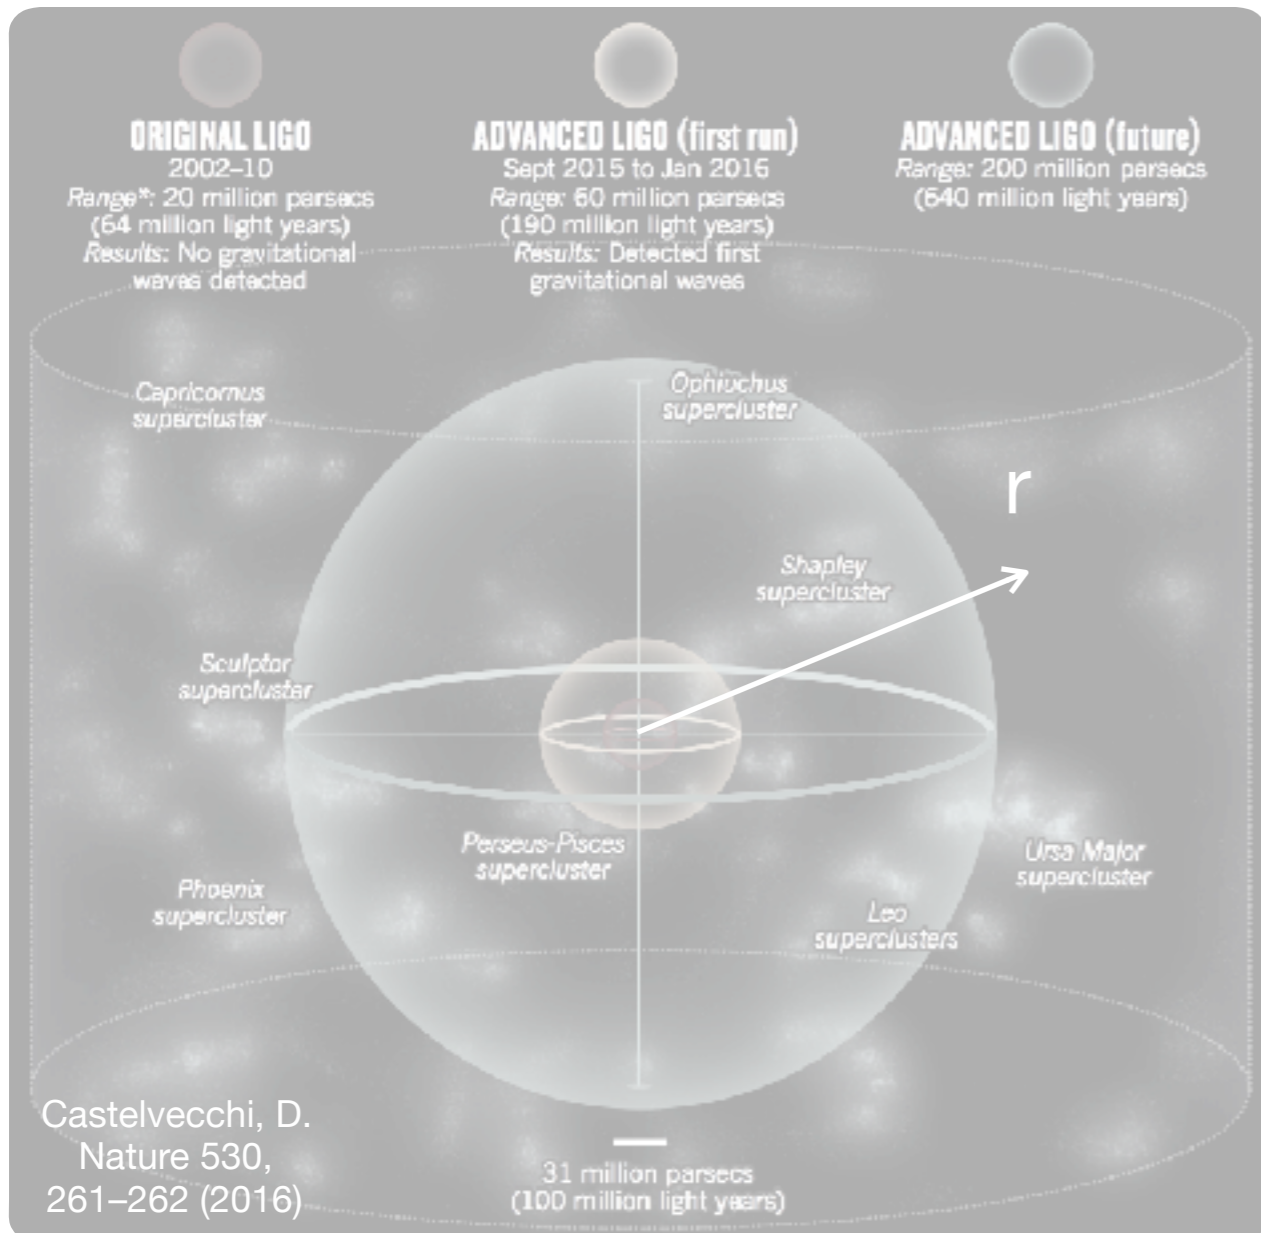 ORIGINAL LIGO
2002–10
Range*: 20 million parsecs
(64 million light years)
Results: No gravitational
waves detected
ADVANCED LIGO (first run)
Sept 2015 to Jan 2016
Range: 60 million parsecs
(190 million light years)
Results: Detected first
gravitational waves
ADVANCED LIGO (future)
Range: 200 million parsecs
(640 million light years)
Capricornus
supercluster
Ophiuchus
supercluster
r
Shapley
supercluster
Sculptor
supercluster
Perseus-Pisces
supercluster
Ursa Major
supercluster
Phoenix
supercluster
Leo
superclusters
Castelvecchi, D.
Nature 530,
261–262 (2016)
31 million parsecs
(100 million light years)